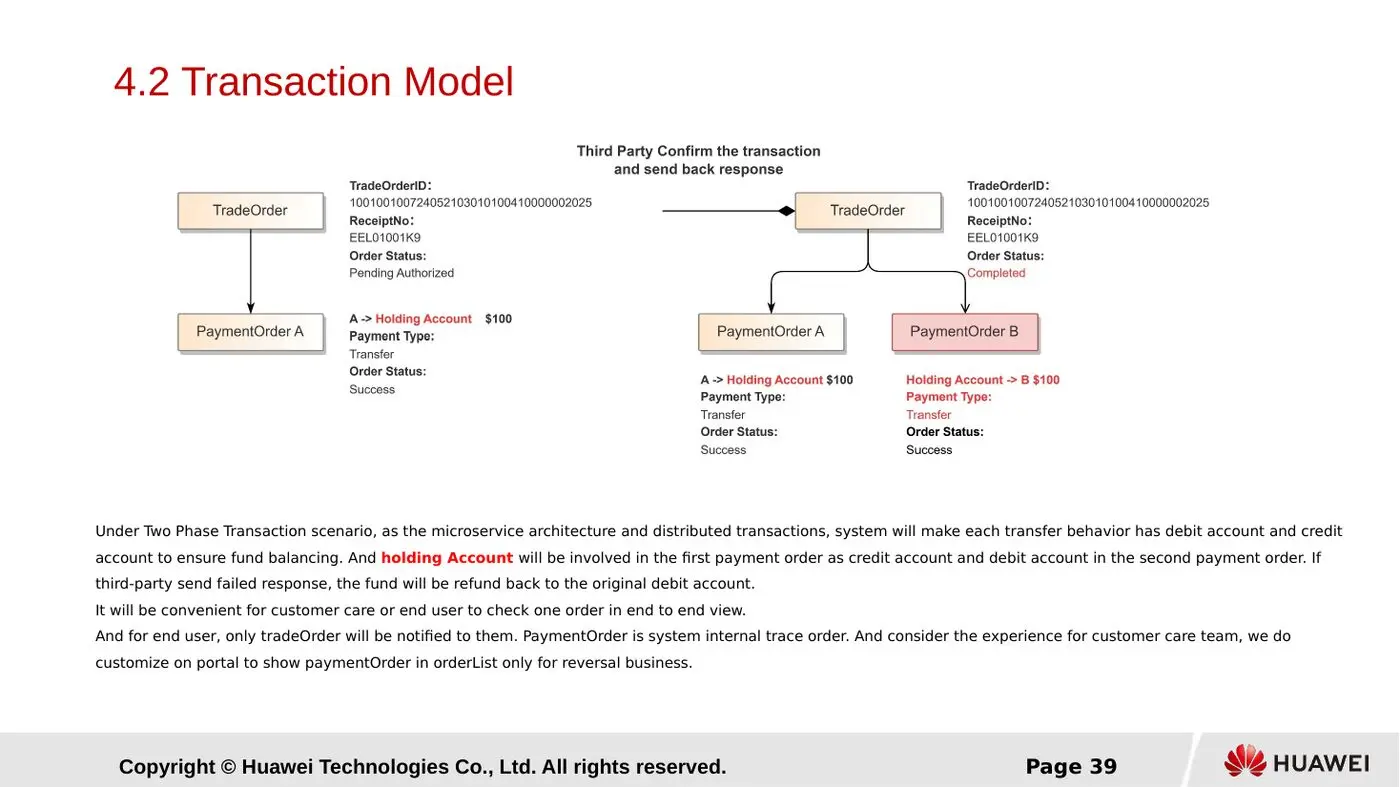 4.2 Transaction Model
Third Party Confirm the transaction
and send back response
TradeOrder
TradeOrderID：
10010010072405210301010041000000​2025
ReceiptNo：
EEL01001K9
Order Status:
Pending Authorized
PaymentOrder A
A -> Holding Account $100
Payment Type:
Transfer
Order Status:
Success
TradeOrder
TradeOrderID：
100100100724052103010100410000002025
ReceiptNo：
EEL01001K9
Order Status:
Completed
PaymentOrder A
PaymentOrder B
A -> Holding Account $100
Payment Type:
Transfer
Order Status:
Success
Holding Account -> B $100
Payment Type:
Transfer
Order Status:
Success
Under Two Phase Transaction scenario, as the microservice architecture and distributed transactions, system will make each transfer behavior has debit account and credit
account to ensure fund balancing. And holding Account will be involved in the first payment order as credit account and debit account in the second payment order. If
third-party send failed response, the fund will be refund back to the original debit account.
It will be convenient for customer care or end user to check one order in end to end view.
And for end user, only tradeOrder will be notified to them. PaymentOrder is system internal trace order. And consider the experience for customer care team, we do
customize on portal to show paymentOrder in orderList only for reversal business.
Copyright © Huawei Technologies Co., Ltd. All rights reserved.
Page 39
HUAWEI